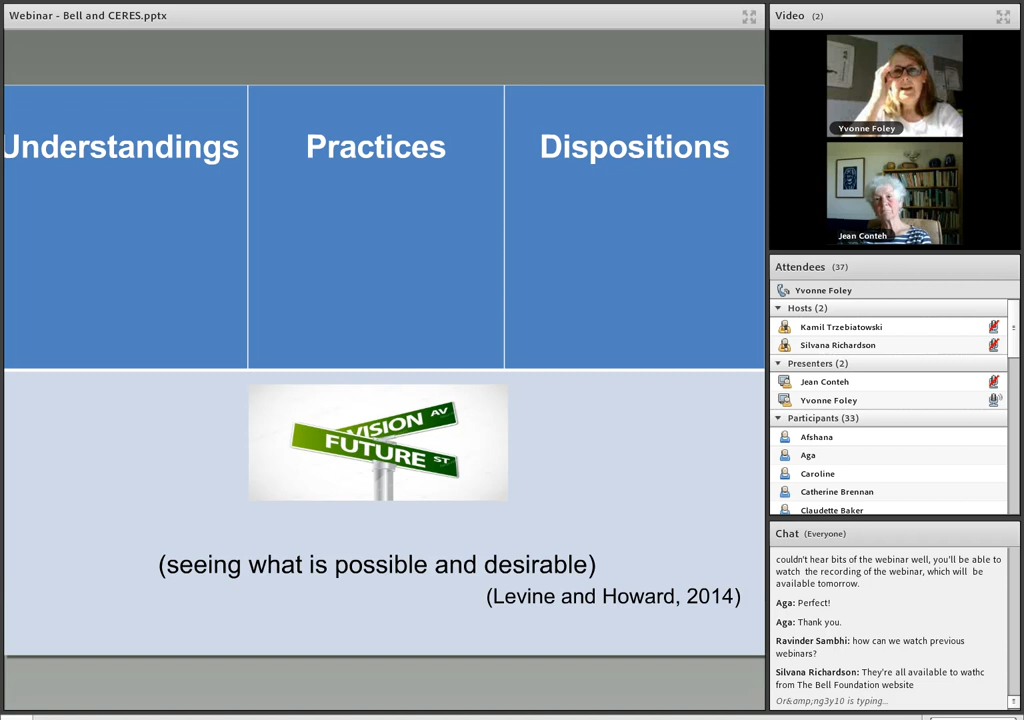 Webinar - Bell and CERES.pptx
Understandings
Practices
Dispositions
VISION AV
FUTURE ST
(seeing what is possible and desirable)
(Levine and Howard, 2014)
Video (2)
Yvonne Foley
Jean Conteh
Attendees (37)
Yvonne Foley
Hosts (2)
Kamil Trzebiatowski
Silvana Richardson
Presenters (2)
Jean Conteh
Yvonne Foley
Participants (33)
Afshana
Aga
Caroline
Catherine Brennan
Claudette Baker
Chat (Everyone)
couldn't hear bits of the webinar well, you'll be able to
watch the recording of the webinar, which will be
available tomorrow.
Aga: Perfect!
Aga: Thank you.
Ravinder Sambhi: how can we watch previous
webinars?
Silvana Richardson: They're all available to wathc
from The Bell Foundation website
Or&amp;ng3y10 is typing...